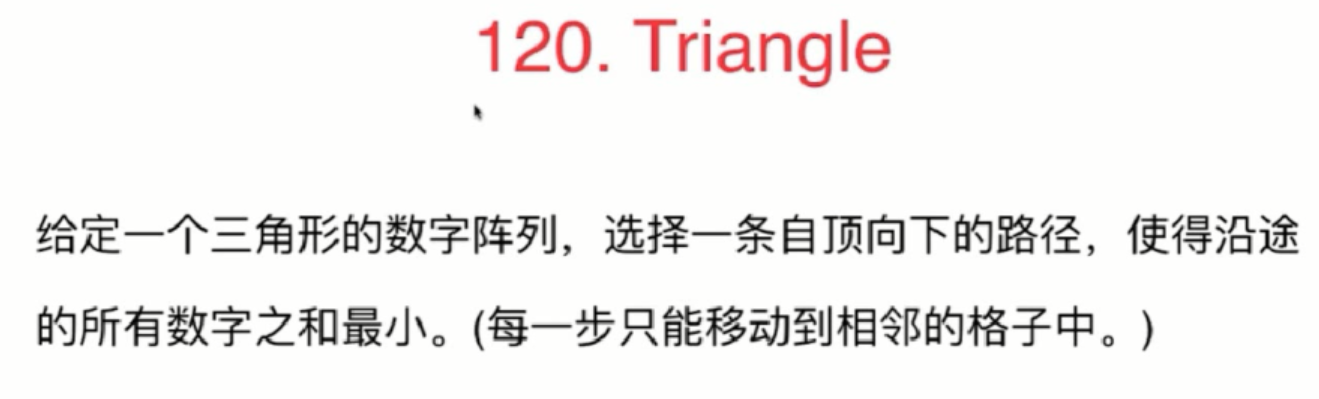 120. Triangle
给定一个三角形的数字阵列，选择一条自顶向下的路径，使得沿途
的所有数字之和最小。(每一步只能移动到相邻的格子中。)